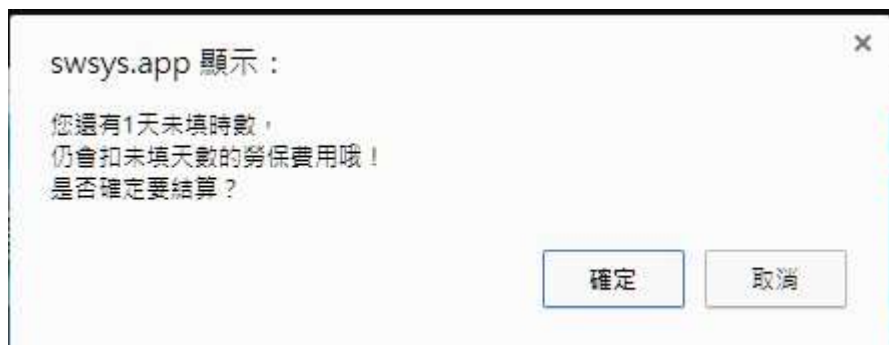 swsys.app 顯示：
您還有1天未填時數，
仍會扣未填天數的勞保費用哦！
是否確定要結算？
確定
取消